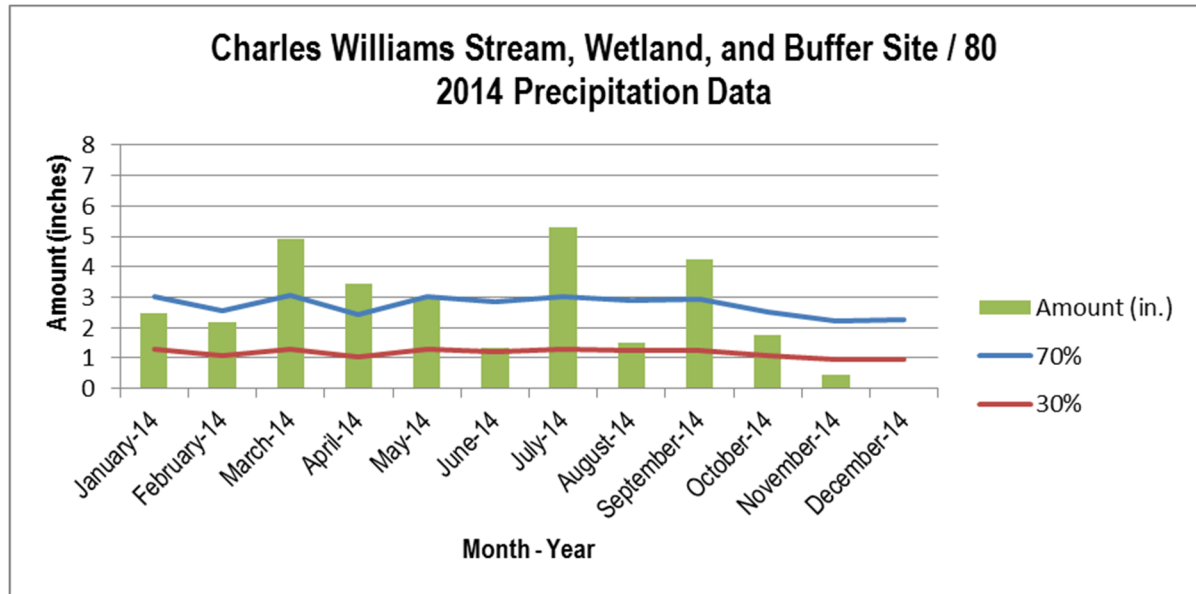 Charles Williams Stream, Wetland, and Buffer Site / 80
2014 Precipitation Data
Amount (inches)
8
7
6
5
4
3
2
1
0
January-14
February-14
March-14
April-14
May-14
June-14
July-14
August-14
September-14
October-14
November-14
December-14
Month - Year
Amount (in.)
70%
30%